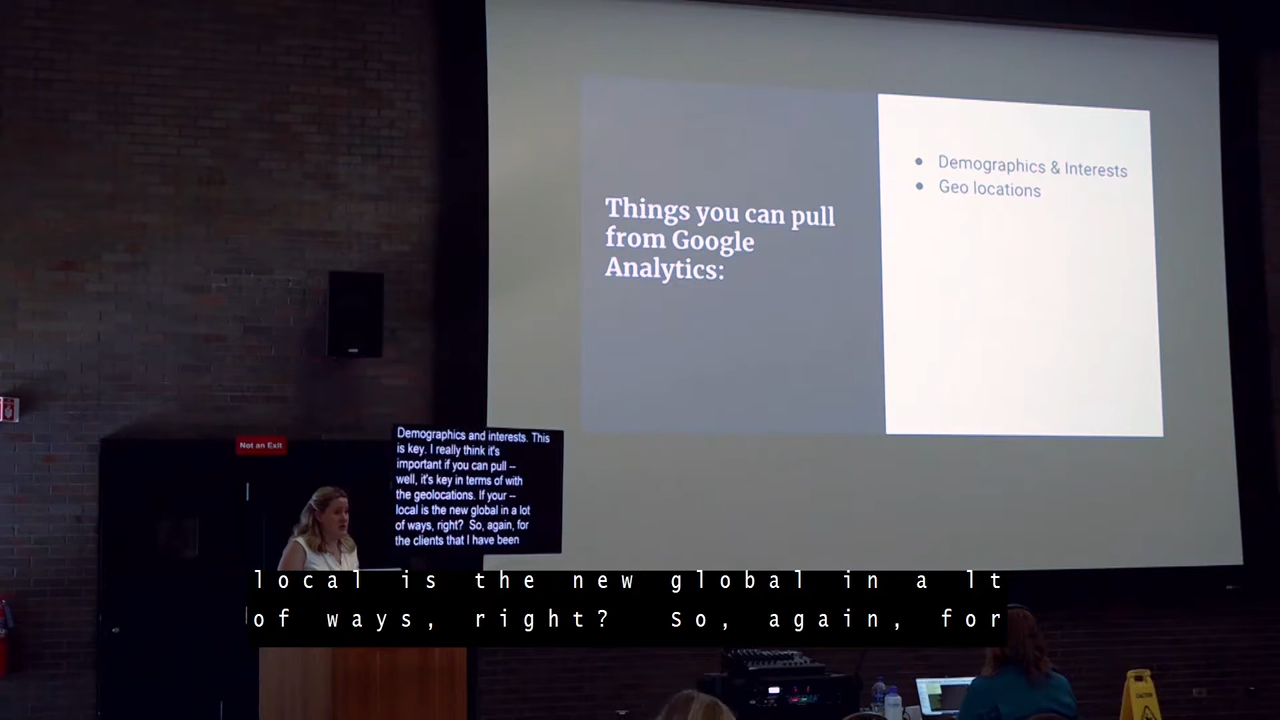 Things you can pull
from Google
Analytics:
● Demographics & Interests
● Geo locations
Not an Exit
Demographics and interests. This
is key. I really think it's
important if you can pull --
well, it's key in terms of with
the geolocations. If your --
local is the new global in a lot
of ways, right? So, again, for
the clients that I have been
local is the new global in a lt
of ways, right? So, again, for
CAUTION